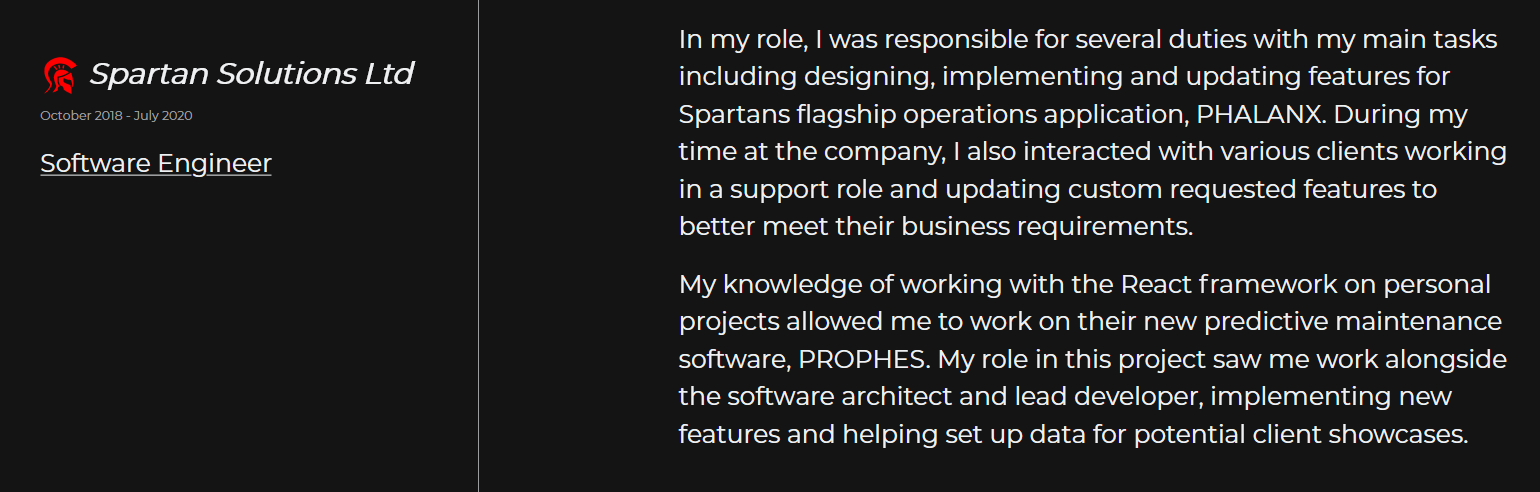 Spartan Solutions Ltd
October 2018 - July 2020
Software Engineer
In my role, I was responsible for several duties with my main tasks
including designing, implementing and updating features for
Spartans flagship operations application, PHALANX. During my
time at the company, I also interacted with various clients working
in a support role and updating custom requested features to
better meet their business requirements.
My knowledge of working with the React framework on personal
projects allowed me to work on their new predictive maintenance
software, PROPHES. My role in this project saw me work alongside
the software architect and lead developer, implementing new
features and helping set up data for potential client showcases.